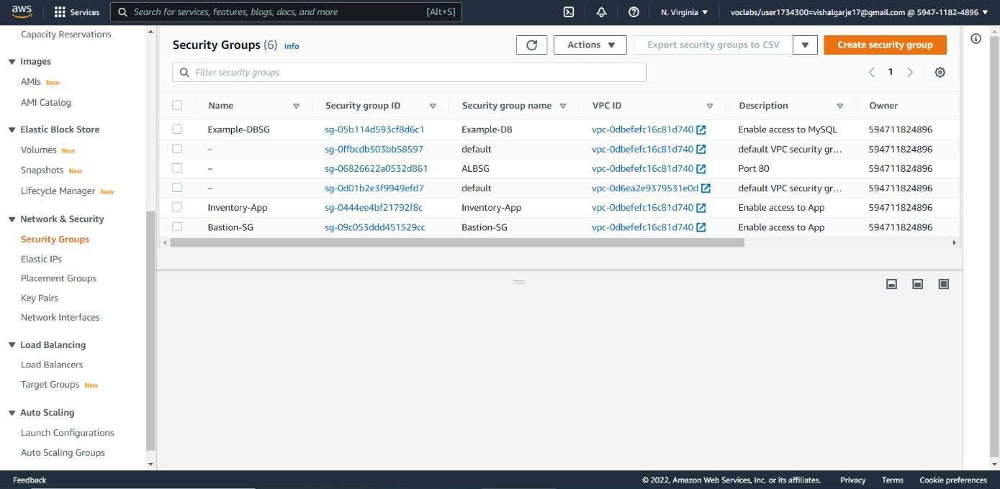 aws Services Search for services, features, blogs, docs, and more [Alt+S] N. Virginia voclabs/user1734300=vishalgarje17@gmail.com @ 5947-1182-4896
Capacity Reservations
Images
AMIs New
AMI Catalog
Elastic Block Store
Volumes New
Snapshots New
Lifecycle Manager New
Network & Security
Security Groups
Elastic IPs
Placement Groups
Key Pairs
Network Interfaces
Load Balancing
Load Balancers
Target Groups New
Auto Scaling
Launch Configurations
Auto Scaling Groups
Security Groups (6) Info Actions Export security groups to CSV Create security group
Filter security groups 1
Name Security group ID Security group name VPC ID Description Owner
Example-DBSG sg-05b114d593cf8d6c1 Example-DB vpc-0dbefefc16c81d740 Enable access to MySQL 594711824896
– sg-0ffbcdb503bb58597 default vpc-0dbefefc16c81d740 default VPC security gr... 594711824896
– sg-06826622a0532d861 ALBSG vpc-0dbefefc16c81d740 Port 80 594711824896
– sg-0d01b2e3f9949efd7 default vpc-0d6ea2e9379531e0d default VPC security gr... 594711824896
Inventory-App sg-0444ee4bf21792f8c Inventory-App vpc-0dbefefc16c81d740 Enable access to App 594711824896
Bastion-SG sg-09c053ddd451529cc Bastion-SG vpc-0dbefefc16c81d740 Enable access to App 594711824896
Feedback © 2022, Amazon Web Services, Inc. or its affiliates. Privacy Terms Cookie preferences